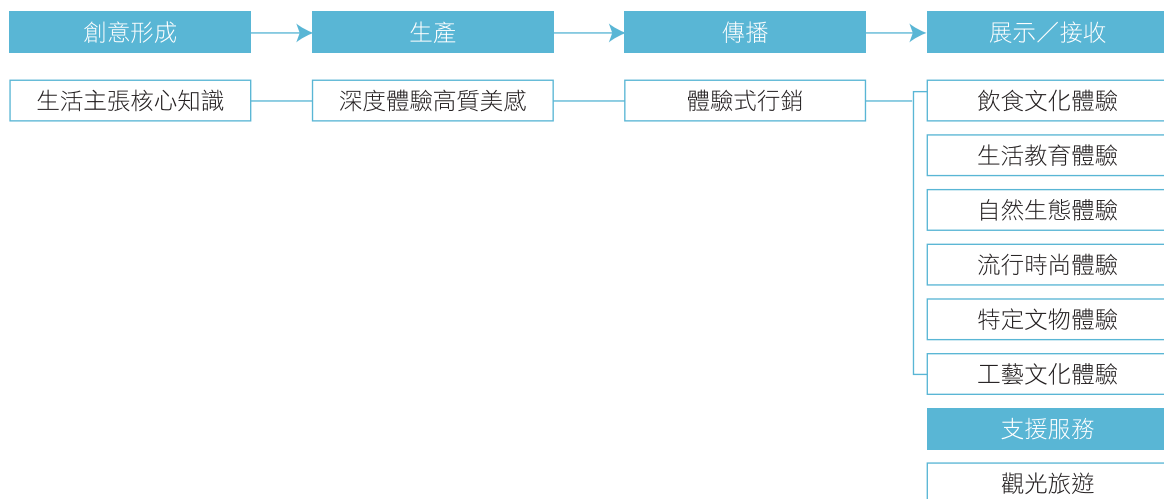 創意形成
生產
傳播
展示／接收
生活主張核心知識
深度體驗高質美感
體驗式行銷
飲食文化體驗
生活教育體驗
自然生態體驗
流行時尚體驗
特定文物體驗
工藝文化體驗
支援服務
觀光旅遊